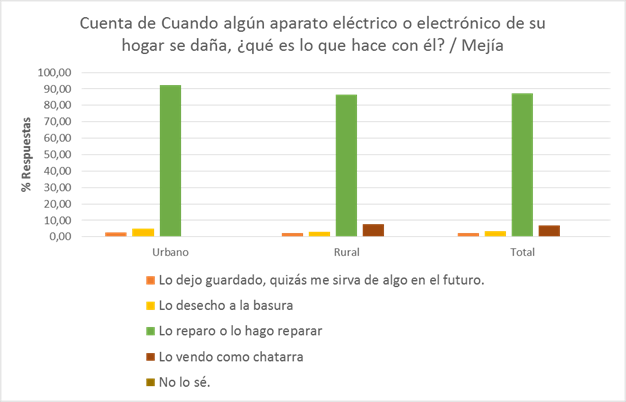 Cuenta de Cuando algún aparato eléctrico o electrónico de su
hogar se daña, ¿qué es lo que hace con él? / Mejía
100,00
90,00
80,00
70,00
60,00
50,00
40,00
30,00
20,00
10,00
0,00
% Respuestas
Urbano
Rural
Total
Lo dejo guardado, quizás me sirva de algo en el futuro.
Lo desecho a la basura
Lo reparo o lo hago reparar
Lo vendo como chatarra
No lo sé.